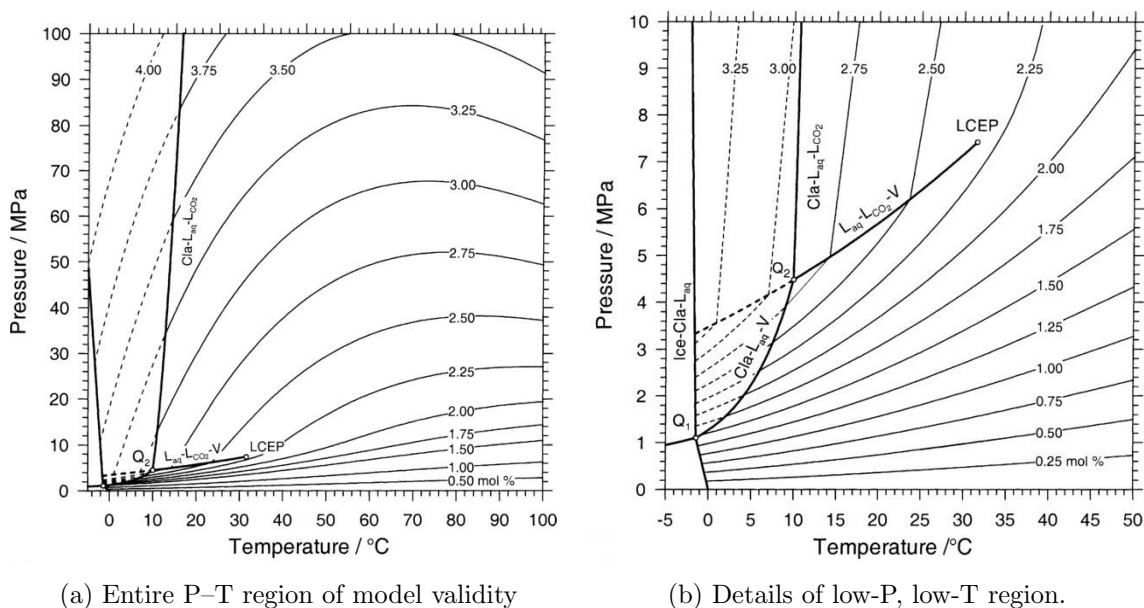 100
90
80
70
60
50
40
30
20
10
0
Pressure / MPa
4.00
3.75
3.50
3.25
3.00
2.75
2.50
2.25
2.00
1.75
1.50
1.00
0.50 mol %
Cla-Laq-LCO2
Q2
Laq-LCO2-V
LCEP
0 10 20 30 40 50 60 70 80 90 100
Temperature / °C
(a) Entire P–T region of model validity
10
9
8
7
6
5
4
3
2
1
0
Pressure / MPa
3.25 3.00 2.75 2.50 2.25
LCEP
2.00
1.75
1.50
1.25
1.00
0.75
0.50
0.25 mol %
Ice-Cla-Laq
Cla-Laq-LCO2
Laq-LCO2-V
Q2
Cla-Laq-V
Q1
-5 0 5 10 15 20 25 30 35 40 45 50
Temperature /°C
(b) Details of low-P, low-T region.